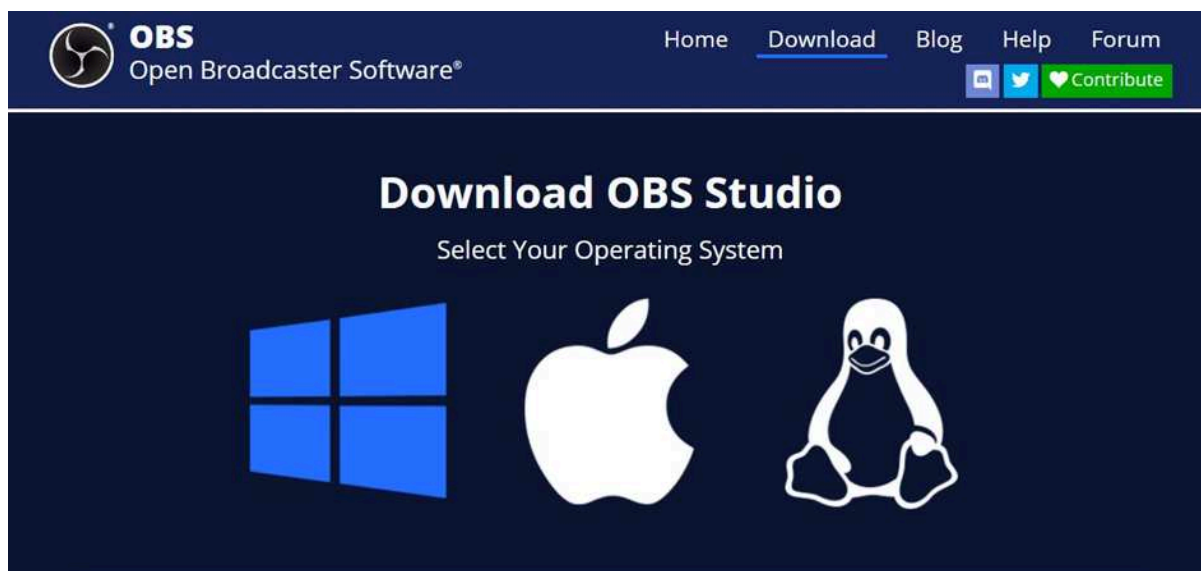 OBS
Open Broadcaster Software®
Home Download Blog Help Forum
Contribute
Download OBS Studio
Select Your Operating System